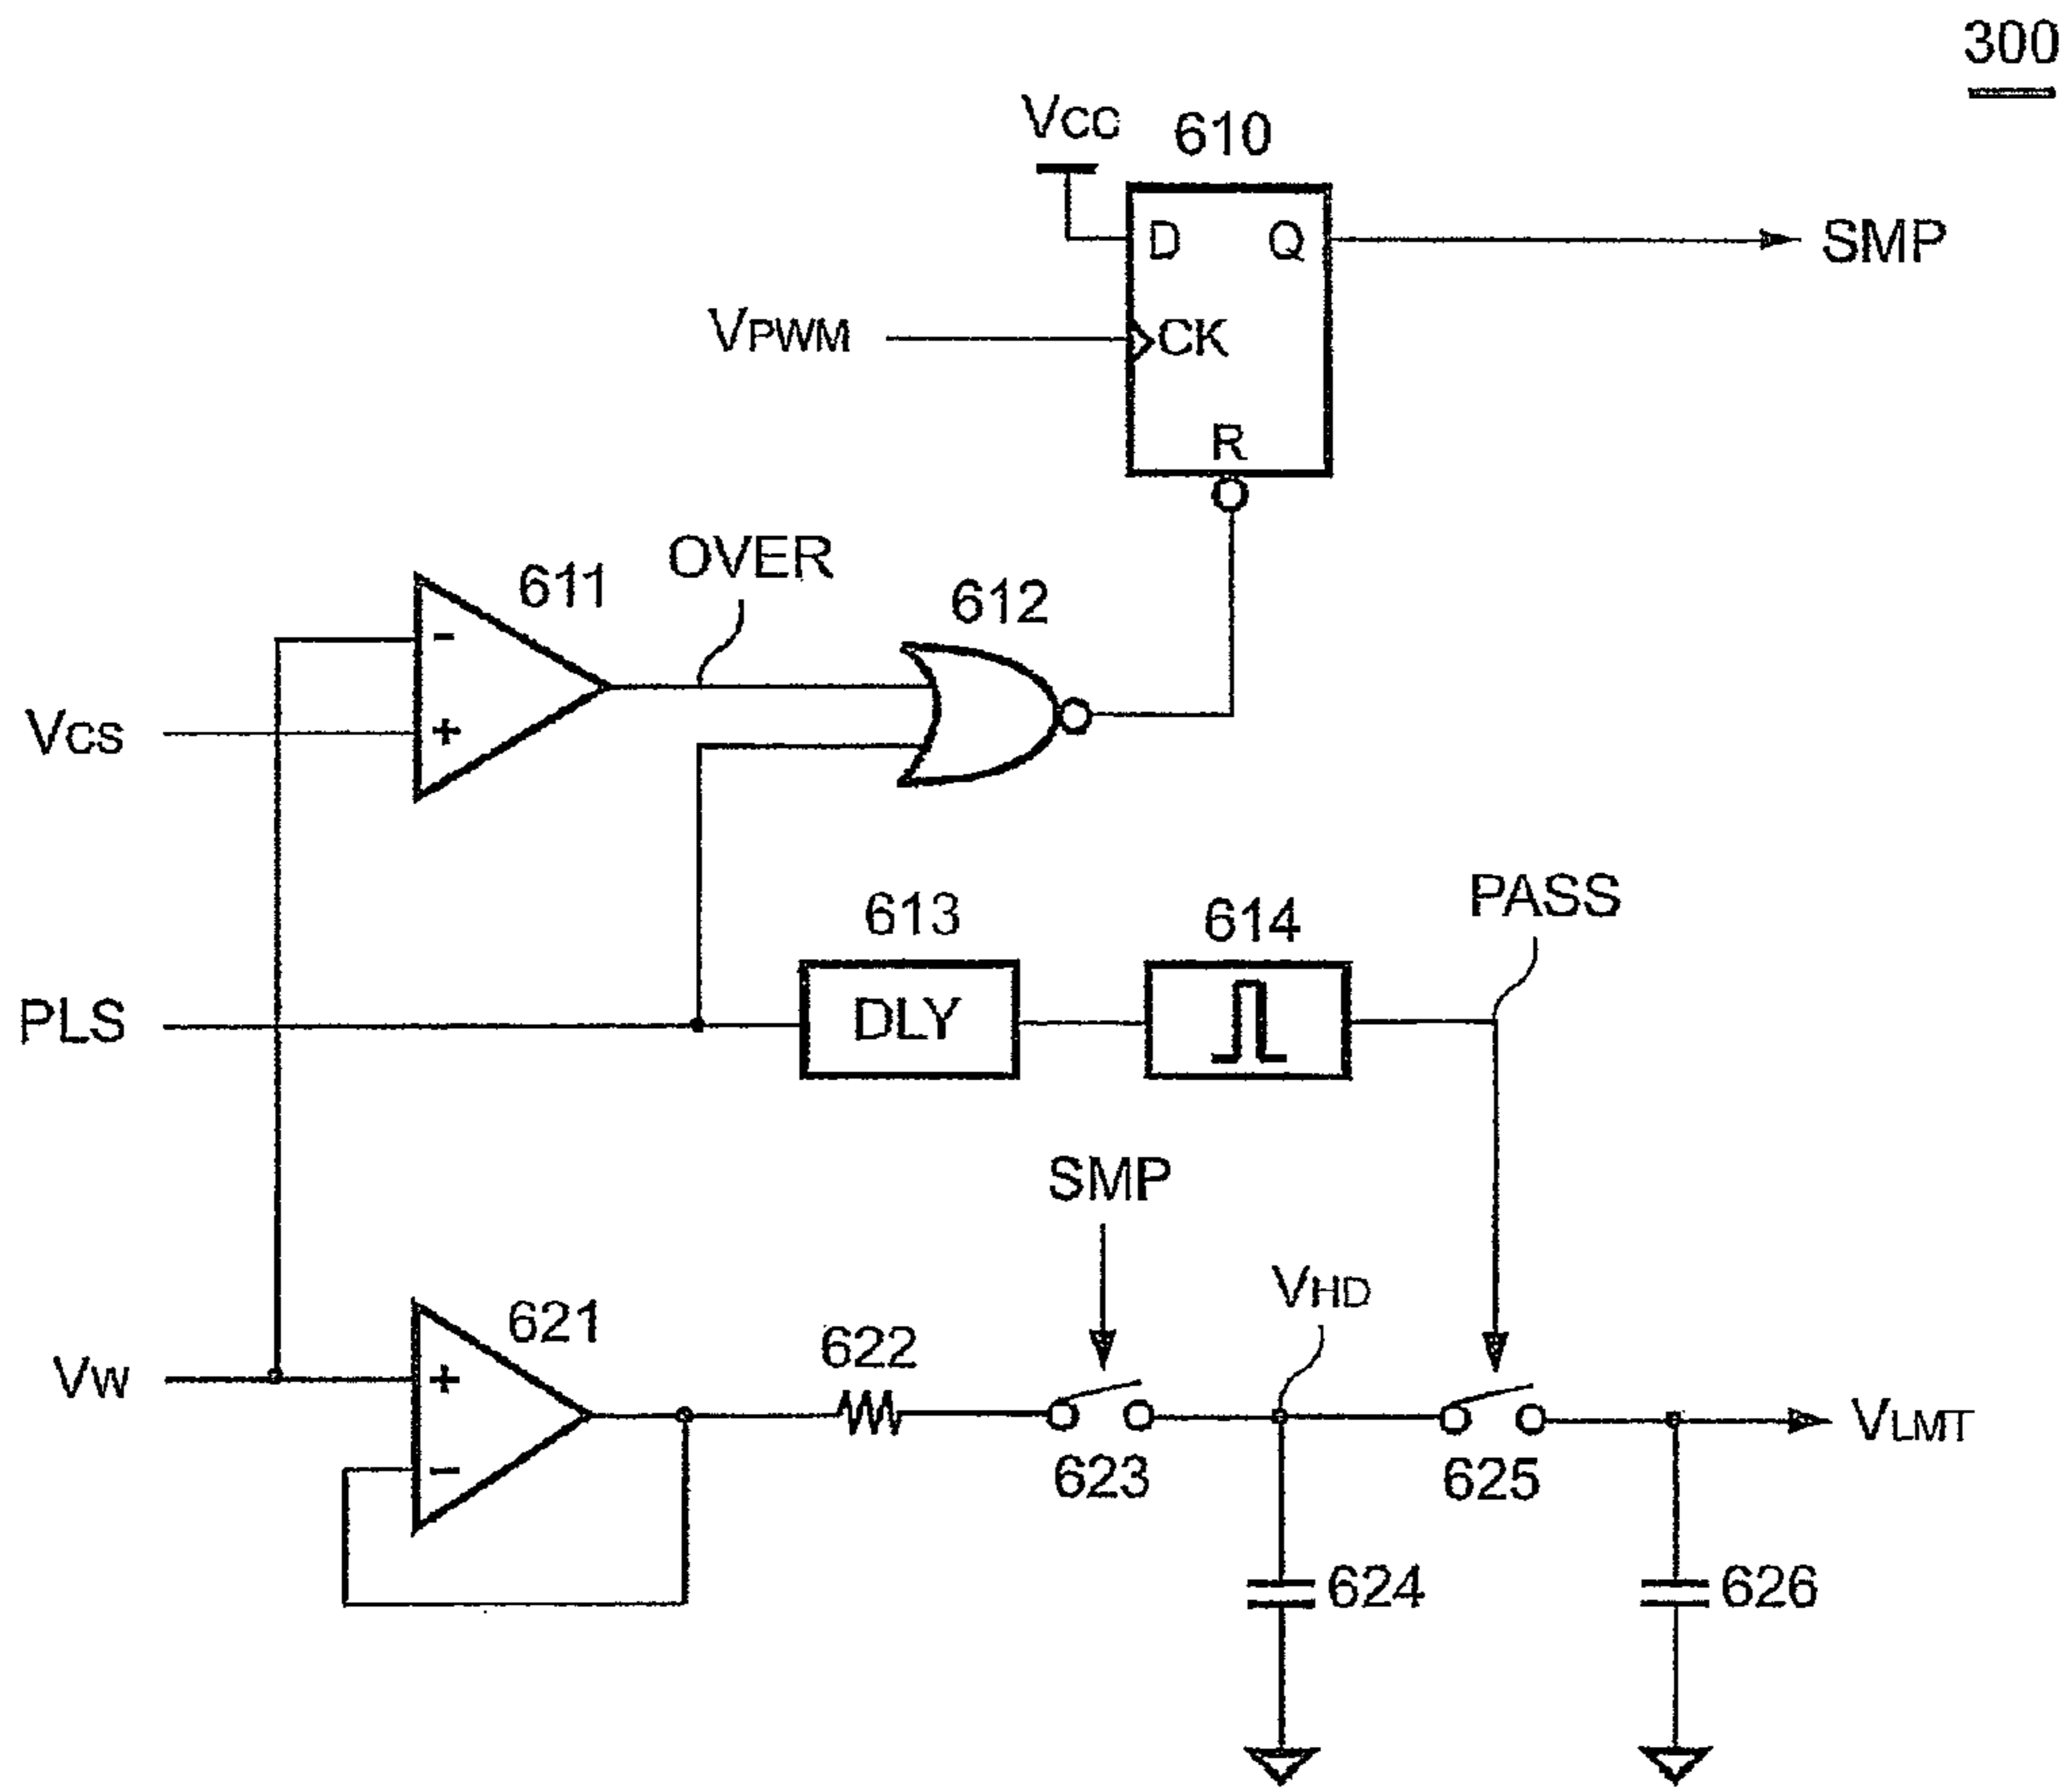 300
VCC
610
D Q
SMP
VPWM
CK
R
OVER
611
612
-
VCS
+
613
614
PASS
PLS
DLY
SMP
VHD
621
622
VW
+
VLMT
-
623
625
624
626